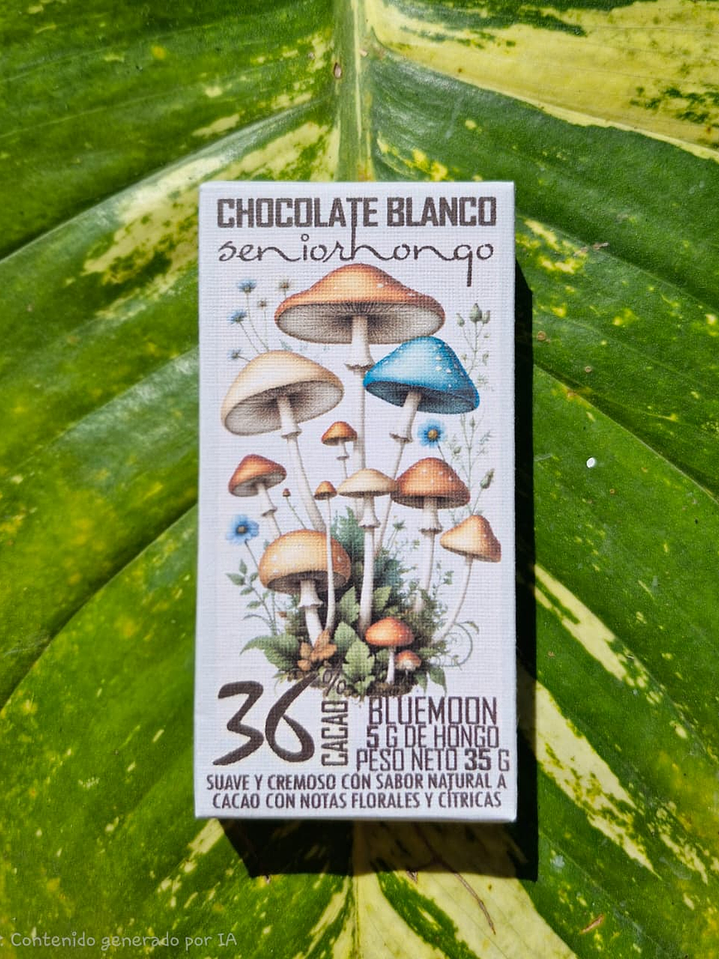 CHOCOLATE BLANCO
seniorhongo
36% CACAO
BLUEMOON
5 G DE HONGO
PESO NETO 35 G
SUAVE Y CREMOSO CON SABOR NATURAL A
CACAO CON NOTAS FLORALES Y CÍTRICAS
Contenido generado por IA